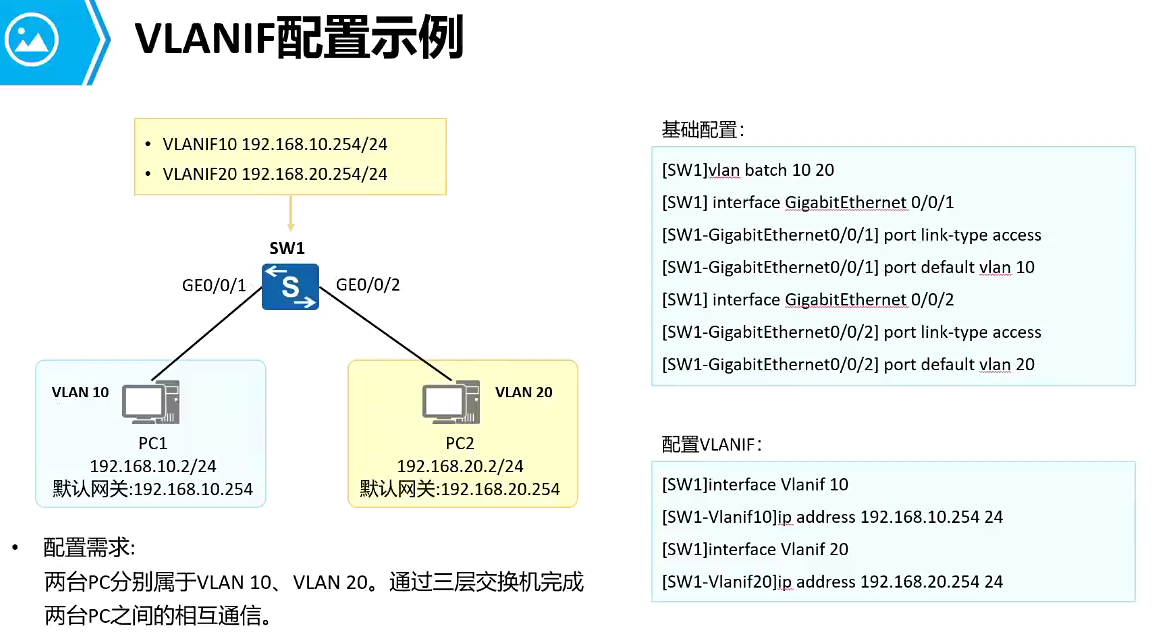 VLANIF配置示例
• VLANIF10 192.168.10.254/24
• VLANIF20 192.168.20.254/24
SW1
GE0/0/1
GE0/0/2
S
VLAN 10
PC1
192.168.10.2/24
默认网关:192.168.10.254
VLAN 20
PC2
192.168.20.2/24
默认网关:192.168.20.254
• 配置需求:
两台PC分别属于VLAN 10、VLAN 20。通过三层交换机完成
两台PC之间的相互通信。
基础配置：
[SW1]vlan batch 10 20
[SW1] interface GigabitEthernet 0/0/1
[SW1-GigabitEthernet0/0/1] port link-type access
[SW1-GigabitEthernet0/0/1] port default vlan 10
[SW1] interface GigabitEthernet 0/0/2
[SW1-GigabitEthernet0/0/2] port link-type access
[SW1-GigabitEthernet0/0/2] port default vlan 20
配置VLANIF：
[SW1]interface Vlanif 10
[SW1-Vlanif10]ip address 192.168.10.254 24
[SW1]interface Vlanif 20
[SW1-Vlanif20]ip address 192.168.20.254 24